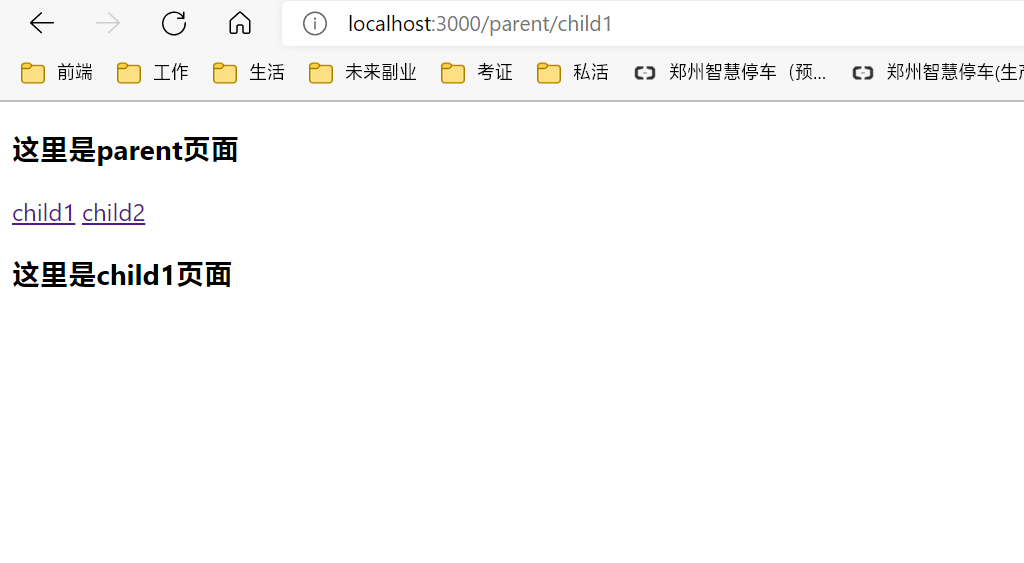 localhost:3000/parent/child1
前端 工作 生活 未来副业 考证 私活 郑州智慧停车（预... 郑州智慧停车(生产
这里是parent页面
child1 child2
这里是child1页面